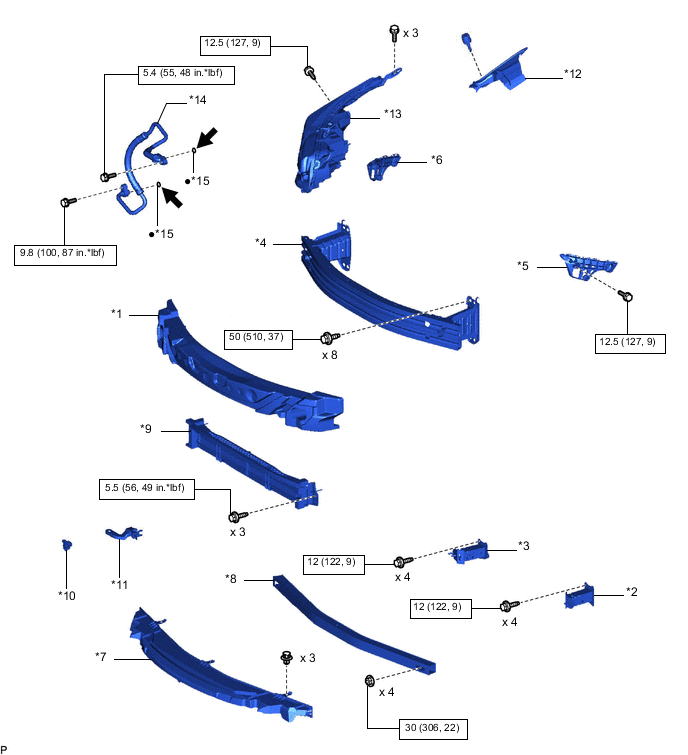 x 3
12.5 (127, 9)
5.4 (55, 48 in.*lbf)
*12
*14
*13
*6
*15
*15
*4
9.8 (100, 87 in.*lbf)
*5
*1
50 (510, 37)
x 8
12.5 (127, 9)
*9
5.5 (56, 49 in.*lbf)
x 3
*3
12 (122, 9)
x 4
*10
*11
*8
*2
12 (122, 9)
x 4
*7
x 3
x 4
30 (306, 22)
P